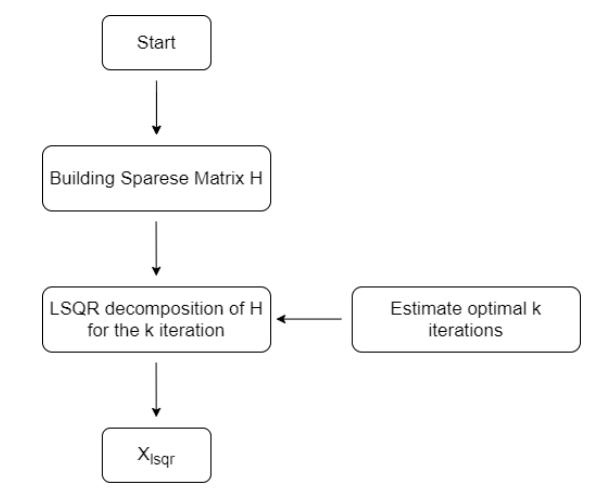 Start
Building Sparese Matrix H
LSQR decomposition of H
for the k iteration
Estimate optimal k
iterations
Xlsqr